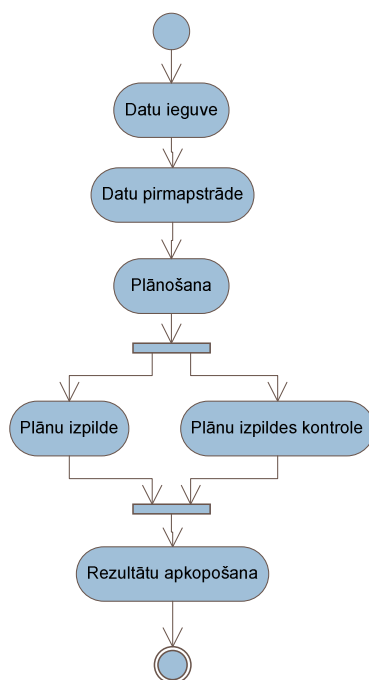 Datu ieguve
Datu pirmapstrāde
Plānošana
Plānu izpilde
Plānu izpildes kontrole
Rezultātu apkopošana